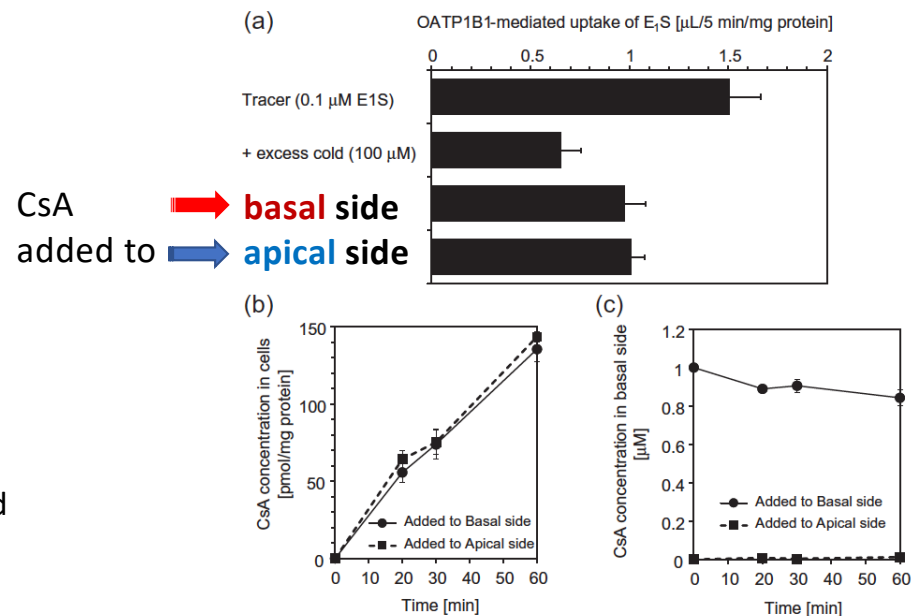 (a)
OATP1B1-mediated uptake of E₁S [μL/5 min/mg protein]
0 0.5 1 1.5 2
Tracer (0.1 μM E1S)
+ excess cold (100 μM)
CsA basal side
added to apical side
(b)
CsA concentration in cells
[pmol/mg protein]
150
100
50
0
Added to Basal side
Added to Apical side
0 10 20 30 40 50 60
Time [min]
(c)
CsA concentration in basal side
[μM]
1.2
1
0.8
0.6
0.4
0.2
0
Added to Basal side
Added to Apical side
0 10 20 30 40 50 60
Time [min]